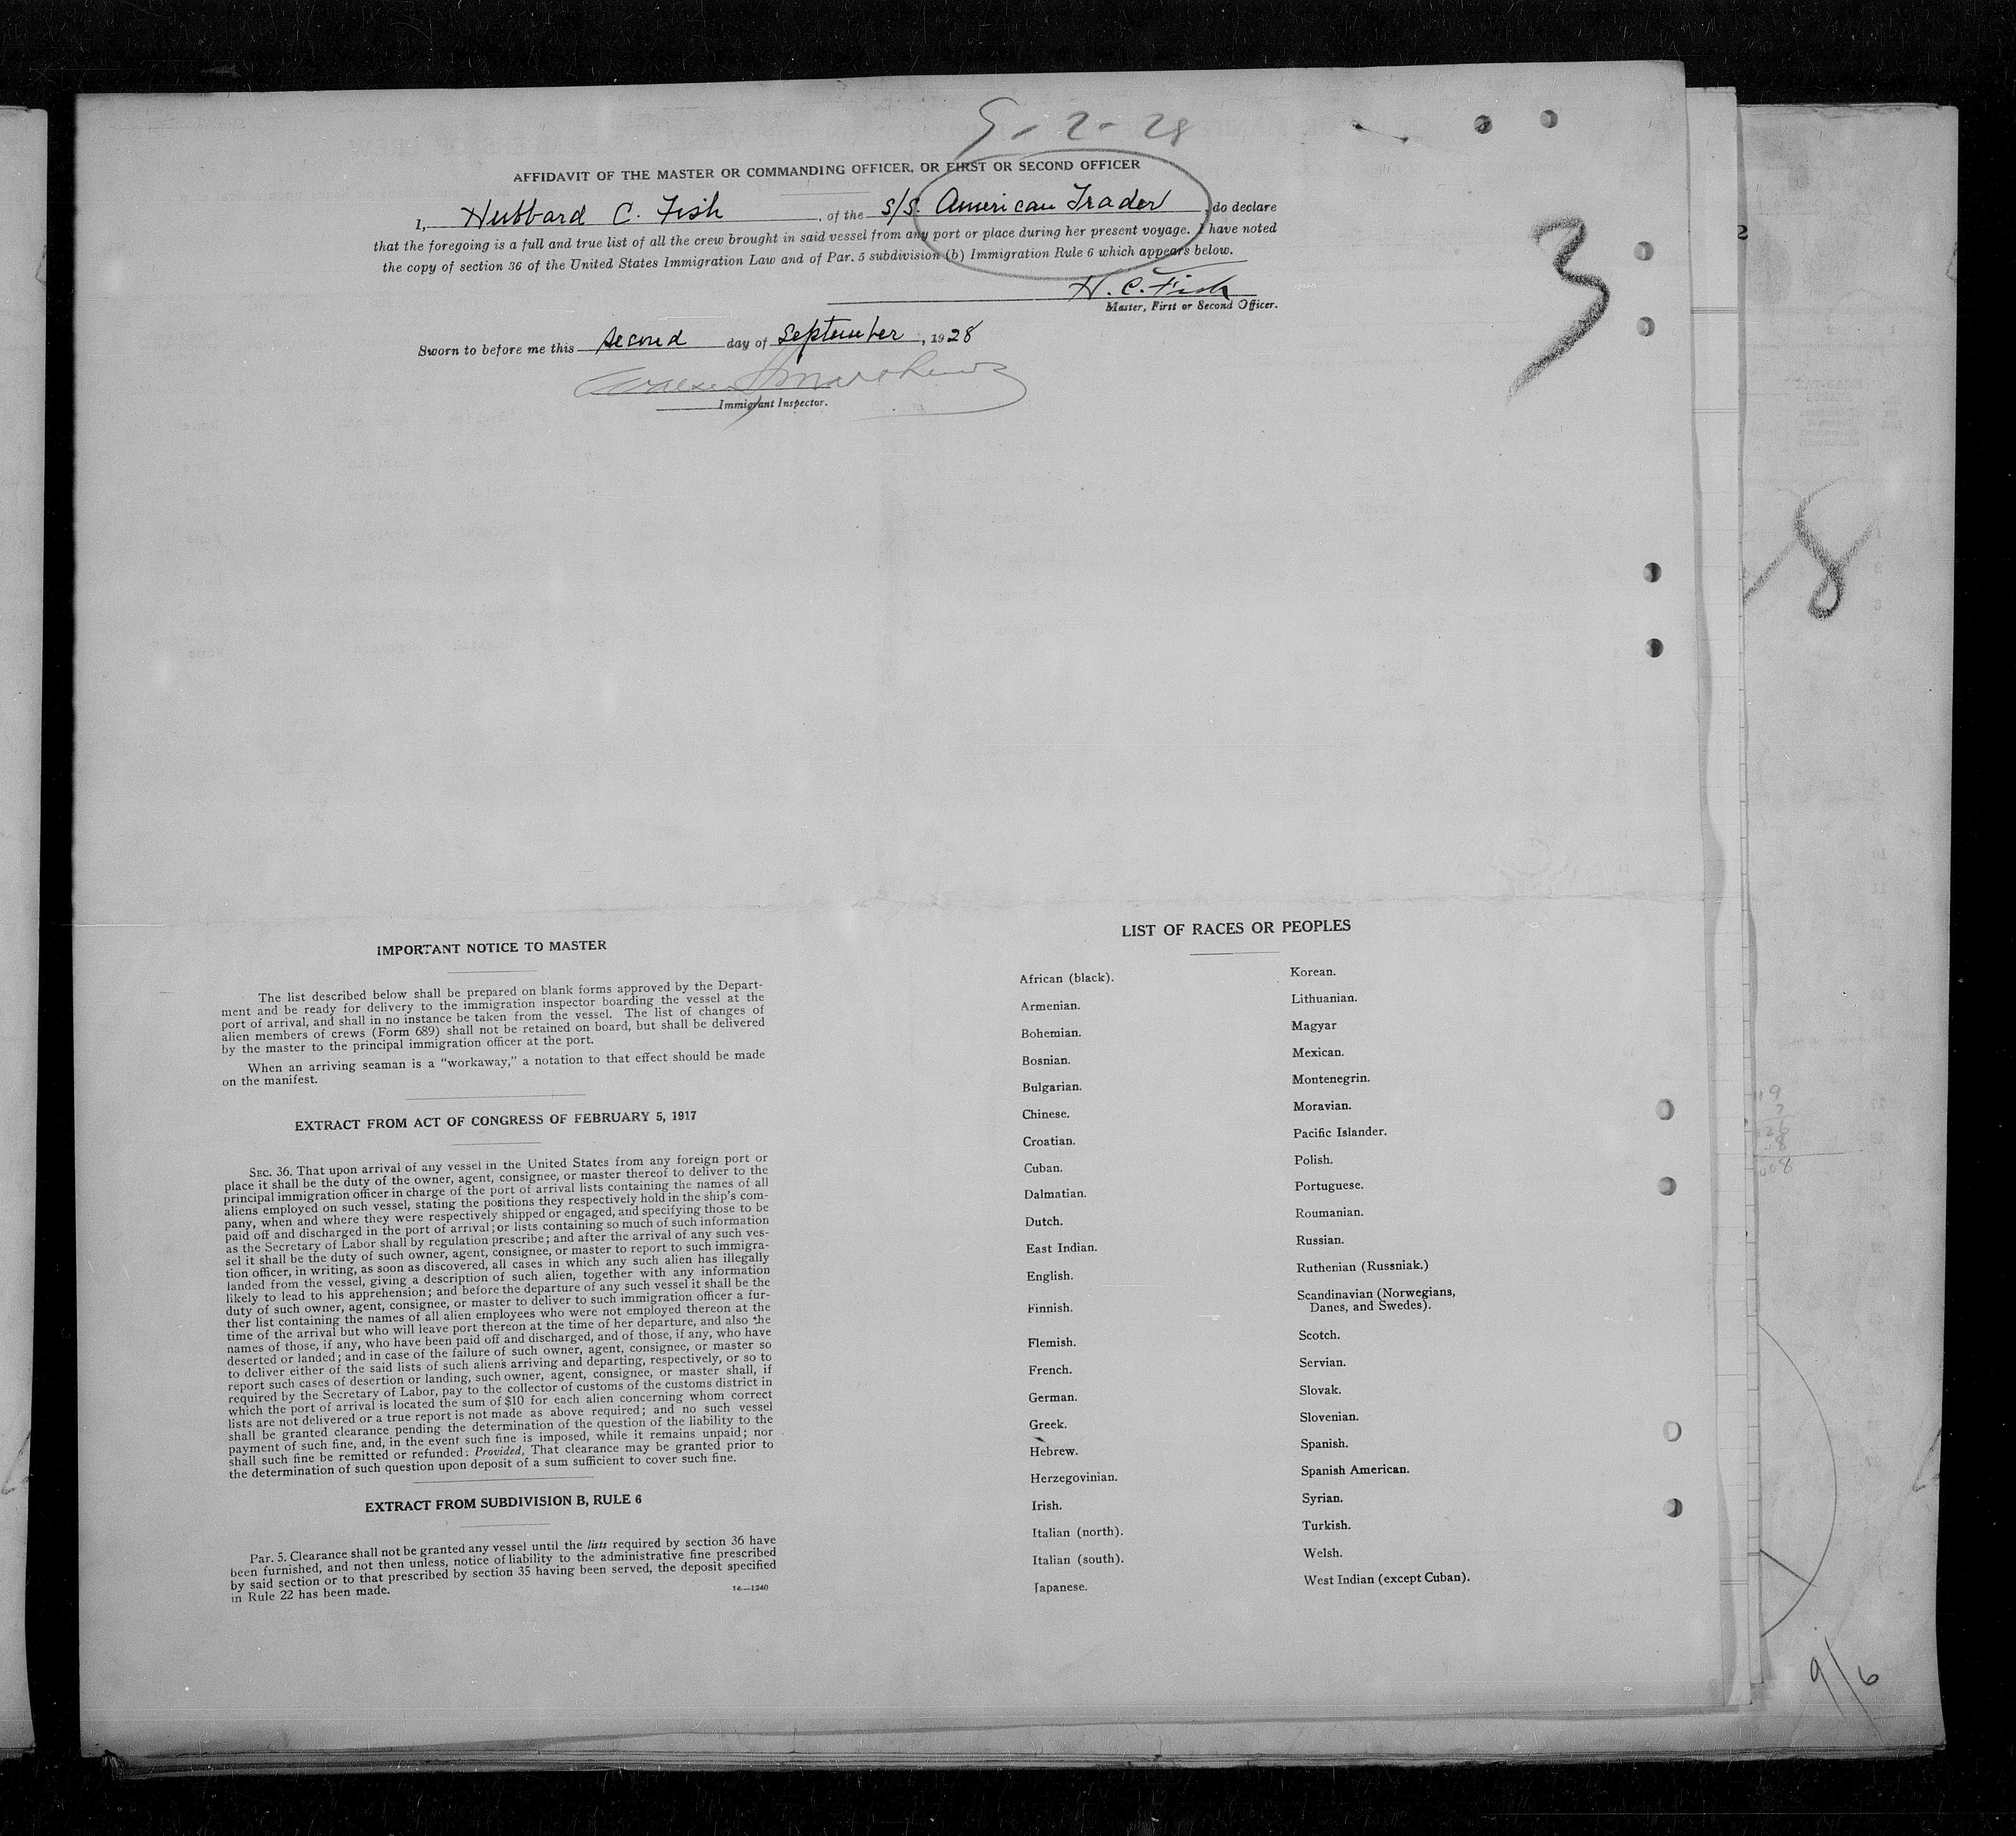 9-2-28
AFFIDAVIT OF THE MASTER OR COMMANDING OFFICER, OR FIRST OR SECOND OFFICER
I, Hubbard C. Fish, of the S/S. American Trader, do declare
that the foregoing is a full and true list of all the crew brought in said vessel from any port or place during her present voyage. I have noted
the copy of section 36 of the United States Immigration Law and of Par. 5 subdivision (b) Immigration Rule 6 which appears below.
H. C. Fish
Master, First or Second Officer.
3
Sworn to before me this second day of September, 1928
Immigrant Inspector.
IMPORTANT NOTICE TO MASTER
The list described below shall be prepared on blank forms approved by the Depart-
ment and be ready for delivery to the immigration inspector boarding the vessel at the
port of arrival, and shall in no instance be taken from the vessel. The list of changes of
alien members of crews (Form 689) shall not be retained on board, but shall be delivered
by the master to the principal immigration officer at the port.
When an arriving seaman is a "workaway," a notation to that effect should be made
on the manifest.
EXTRACT FROM ACT OF CONGRESS OF FEBRUARY 5, 1917
SEC. 36. That upon arrival of any vessel in the United States from any foreign port or
place it shall be the duty of the owner, agent, consignee, or master thereof to deliver to the
principal immigration officer in charge of the port of arrival lists containing the names of all
aliens employed on such vessel, stating the positions they respectively hold in the ship's com-
pany, when and where they were respectively shipped or engaged, and specifying those to be
paid off and discharged in the port of arrival; or lists containing so much of such information
as the Secretary of Labor shall by regulation prescribe; and after the arrival of any such ves-
sel it shall be the duty of such owner, agent, consignee, or master to report to such immigra-
tion officer, in writing, as soon as discovered, all cases in which any such alien has illegally
landed from the vessel, giving a description of such alien, together with any information
likely to lead to his apprehension; and before the departure of any such vessel it shall be the
duty of such owner, agent, consignee, or master to deliver to such immigration officer a fur-
ther list containing the names of all alien employees who were not employed thereon at the
time of the arrival but who will leave port thereon at the time of her departure, and also the
names of those, if any, who have been paid off and discharged, and of those, if any, who have
deserted or landed; and in case of the failure of such owner, agent, consignee, or master so
to deliver either of the said lists of such aliens arriving and departing, respectively, or so to
report such cases of desertion or landing, such owner, agent, consignee, or master shall, if
required by the Secretary of Labor, pay to the collector of customs of the customs district in
which the port of arrival is located the sum of $10 for each alien concerning whom correct
lists are not delivered or a true report is not made as above required; and no such vessel
shall be granted clearance pending the determination of the question of the liability to the
payment of such fine, and, in the event such fine is imposed, while it remains unpaid; nor
shall such fine be remitted or refunded: Provided, That clearance may be granted prior to
the determination of such question upon deposit of a sum sufficient to cover such fine.
EXTRACT FROM SUBDIVISION B, RULE 6
Par. 5. Clearance shall not be granted any vessel until the lists required by section 36 have
been furnished, and not then unless, notice of liability to the administrative fine prescribed
by said section or to that prescribed by section 35 having been served, the deposit specified
in Rule 22 has been made.
14—1240
LIST OF RACES OR PEOPLES
African (black).
Armenian.
Bohemian.
Bosnian.
Bulgarian.
Chinese.
Croatian.
Cuban.
Dalmatian.
Dutch.
East Indian.
English.
Finnish.
Flemish.
French.
German.
Greek.
Hebrew.
Herzegovinian.
Irish.
Italian (north).
Italian (south).
Japanese.
Korean.
Lithuanian.
Magyar
Mexican.
Montenegrin.
Moravian.
Pacific Islander.
Polish.
Portuguese.
Roumanian.
Russian.
Ruthenian (Russniak.)
Scandinavian (Norwegians,
Danes, and Swedes).
Scotch.
Servian.
Slovak.
Slovenian.
Spanish.
Spanish American.
Syrian.
Turkish.
Welsh.
West Indian (except Cuban).
2
8
9/6